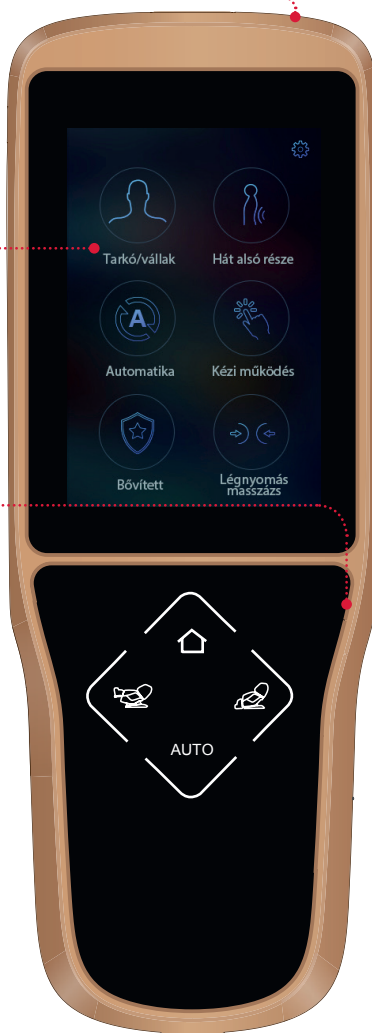 Tarkó/vállak
Hát alsó része
Automatika
Kézi működés
Bővített
Légnyomás
masszázs
AUTO